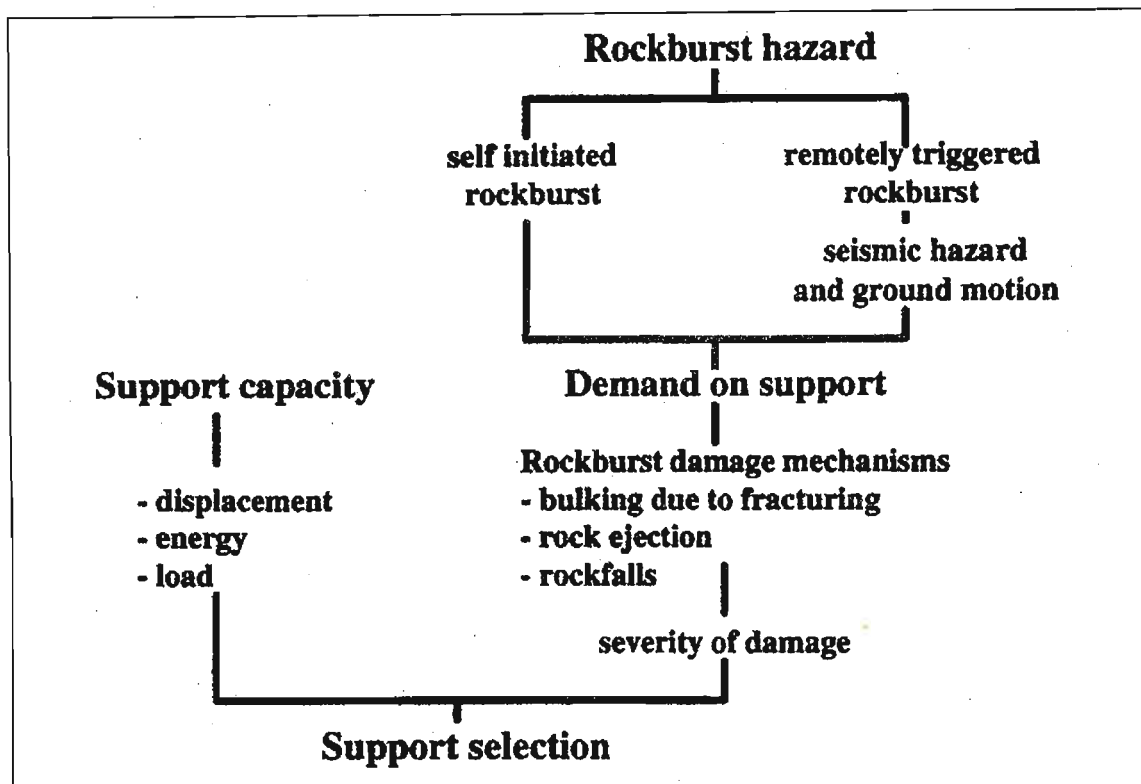 Rockburst hazard
self initiated
rockburst
remotely triggered
rockburst
seismic hazard
and ground motion
Support capacity
- displacement
- energy
- load
Demand on support
Rockburst damage mechanisms
- bulking due to fracturing
- rock ejection
- rockfalls
severity of damage
Support selection